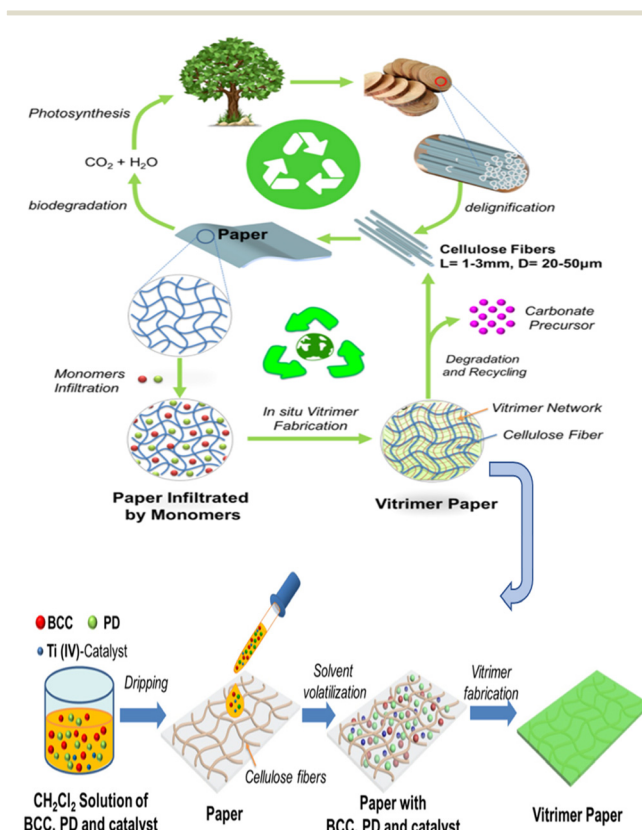 Photosynthesis
CO₂ + H₂O
biodegradation
Paper
delignification
Cellulose Fibers
L= 1-3mm, D= 20-50µm
Carbonate
Precursor
Degradation
and Recycling
Monomers
Infiltration
In situ Vitrimer
Fabrication
Vitrimer Network
Cellulose Fiber
Paper Infiltrated
by Monomers
Vitrimer Paper
BCC PD
Ti (IV)-Catalyst
Dripping
Solvent
volatilization
Vitrimer
fabrication
Cellulose fibers
CH₂Cl₂ Solution of
BCC, PD and catalyst
Paper
Paper with
BCC, PD and catalyst
Vitrimer Paper